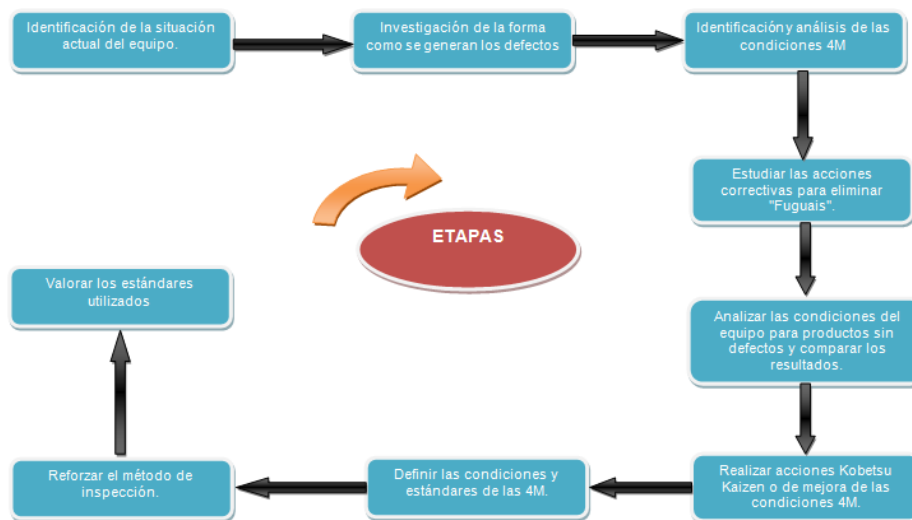 Identificación de la situación
actual del equipo.
Investigación de la forma
como se generan los defectos
Identificación y análisis de las
condiciones 4M
Estudiar las acciones
correctivas para eliminar
"Fuguais".
ETAPAS
Analizar las condiciones del
equipo para productos sin
defectos y comparar los
resultados.
Realizar acciones Kobetsu
Kaizen o de mejora de las
condiciones 4M.
Definir las condiciones y
estándares de las 4M.
Reforzar el método de
inspección.
Valorar los estándares
utilizados